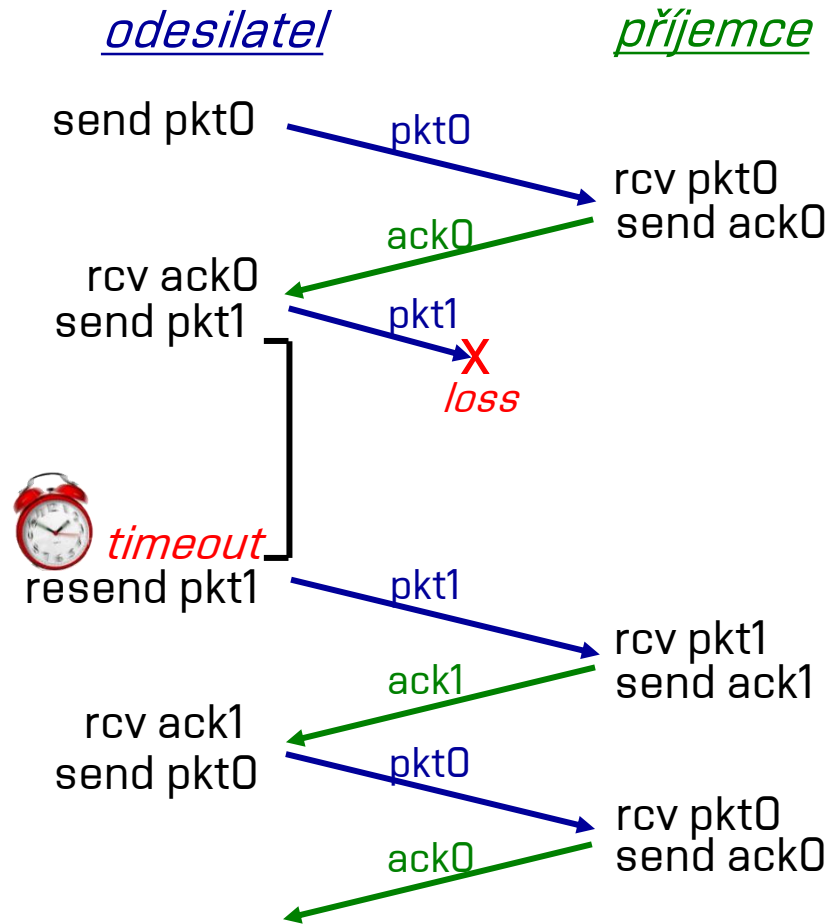 odesilatel
příjemce
send pkt0
pkt0
rcv pkt0
send ack0
ack0
rcv ack0
send pkt1
pkt1
X
loss
timeout
resend pkt1
pkt1
rcv pkt1
send ack1
ack1
rcv ack1
send pkt0
pkt0
rcv pkt0
send ack0
ack0